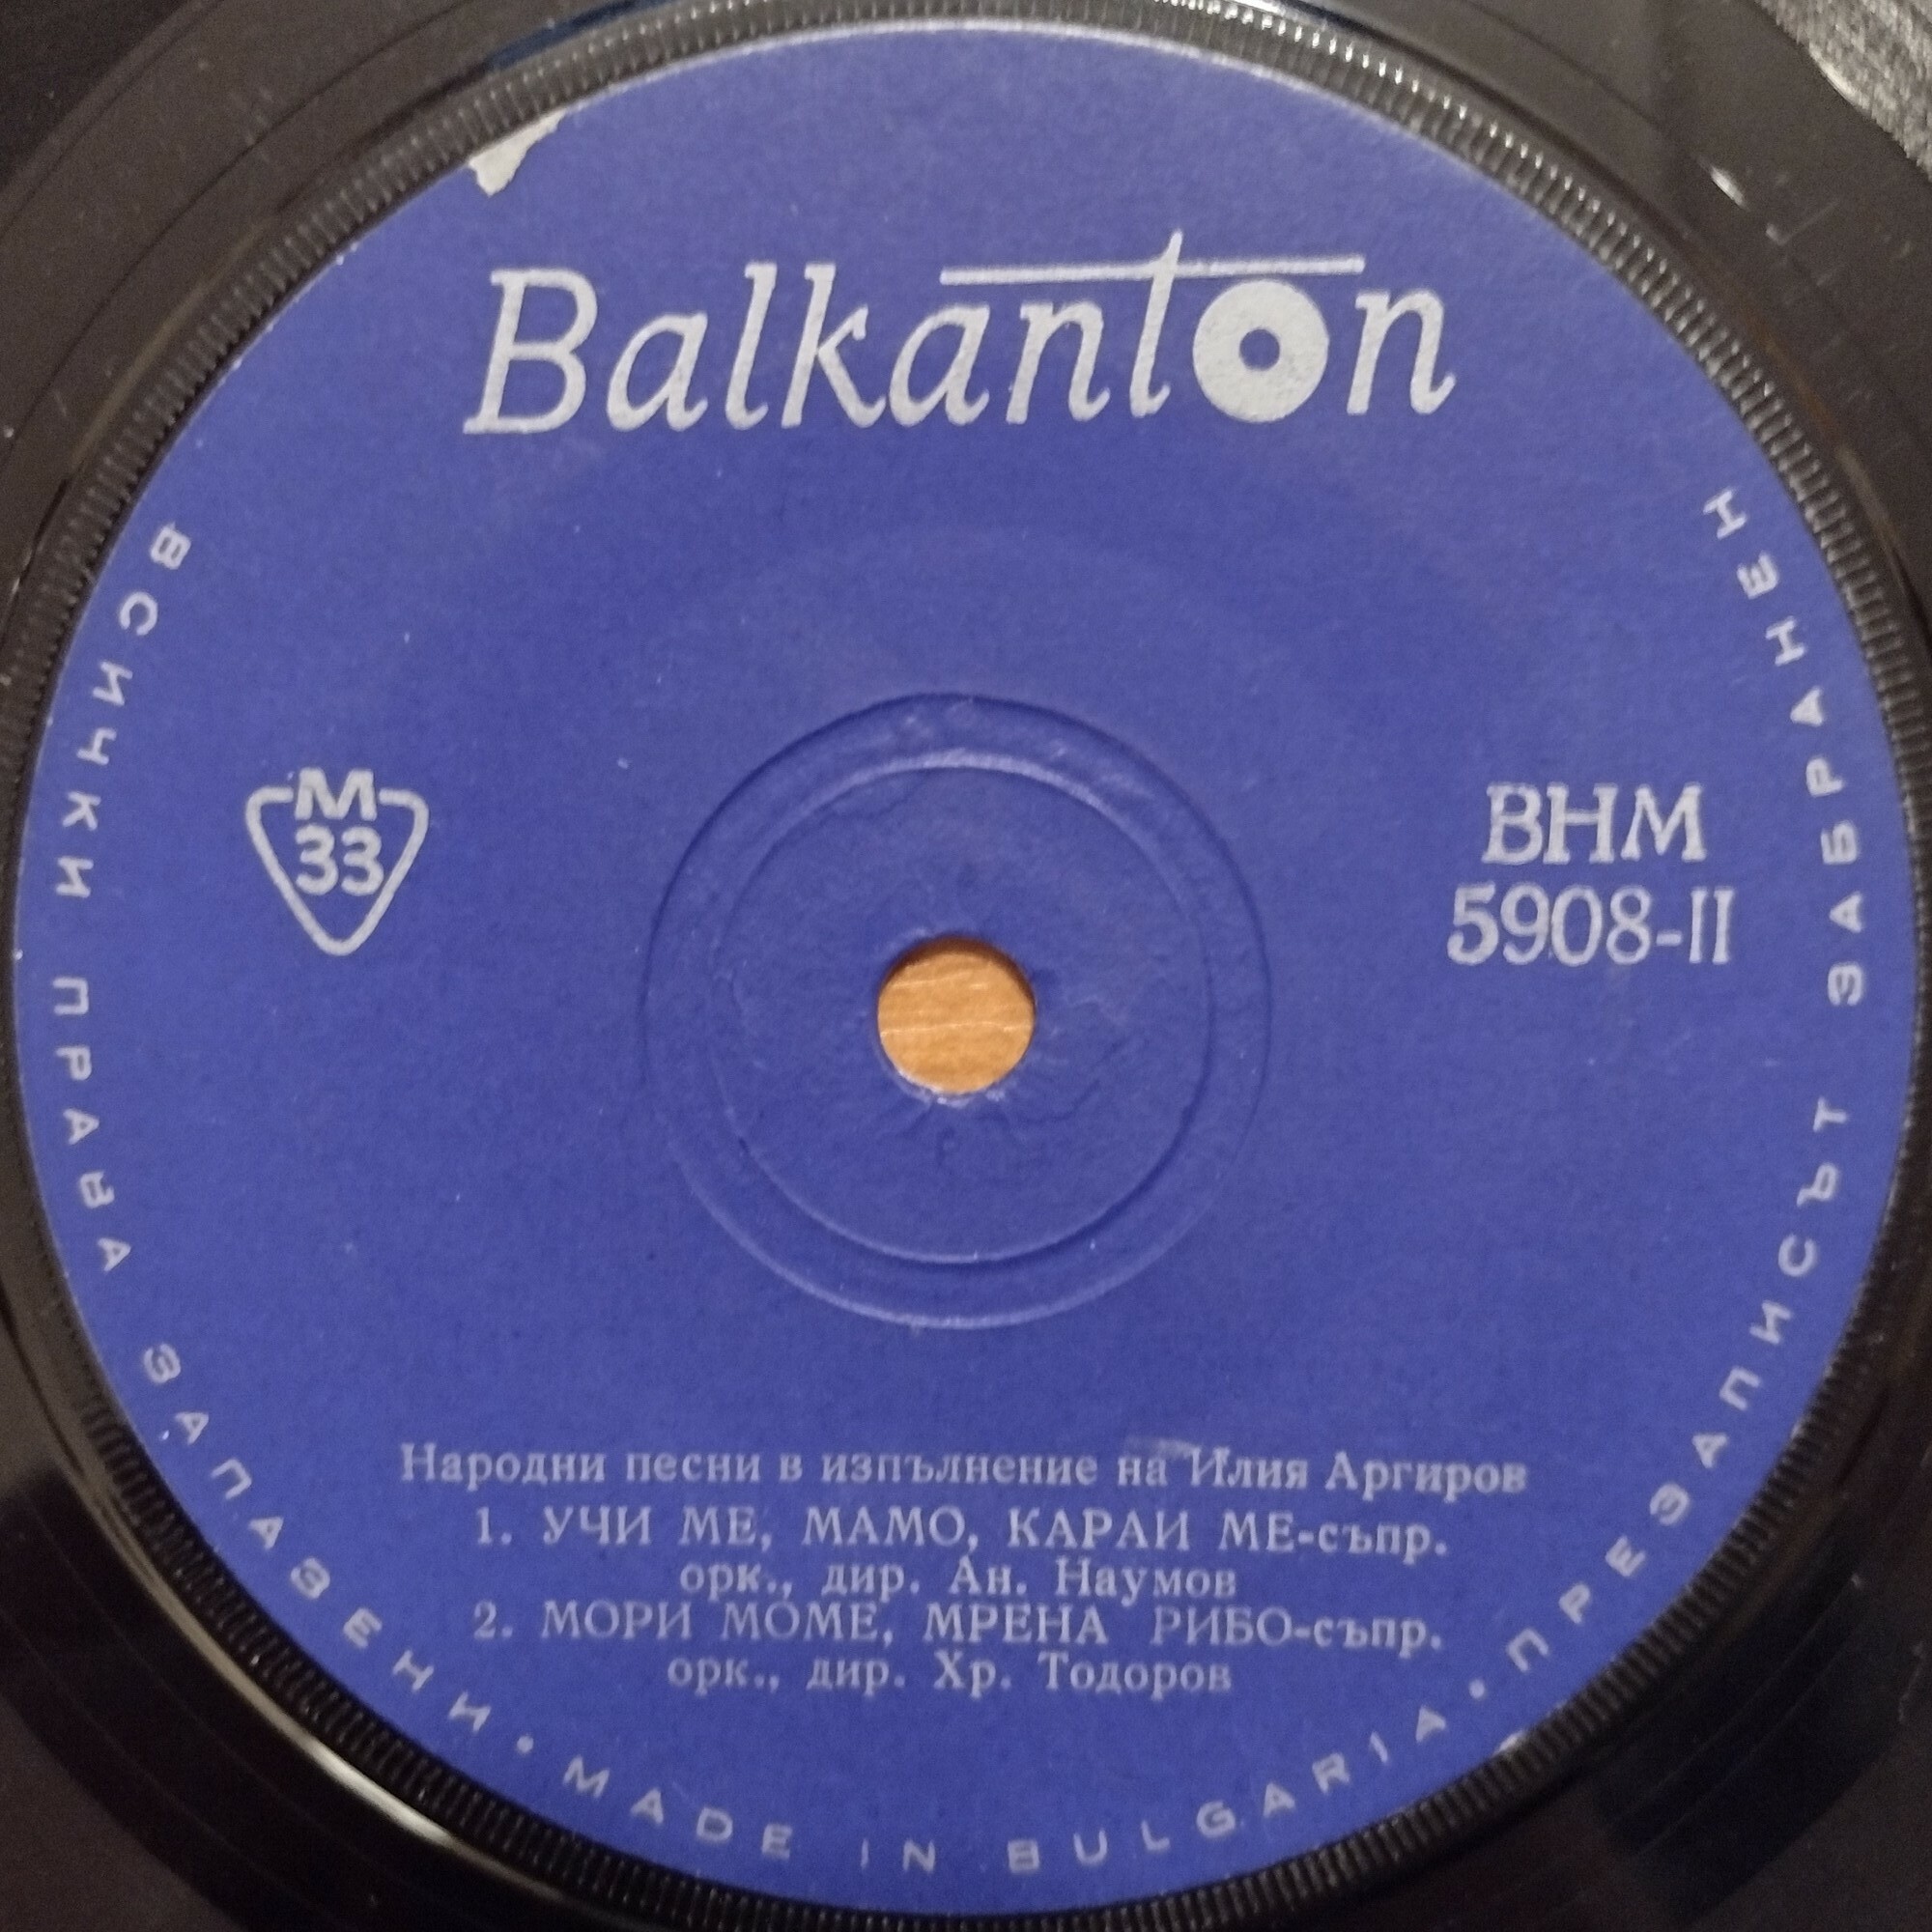 Balkanton
M
33
ВНМ
5908-II
Народни песни в изпълнение на Илия Аргиров
1. УЧИ МЕ, МАМО, КАРАИ МЕ-съпр.
орк., дир. Ан. Наумов
2. МОРИ МОМЕ, МРЕНА РИБО-съпр.
орк., дир. Хр. Тодоров
ВСИЧКИ ПРАВА ЗАПАЗЕНИ • MADE IN BULGARIA • ПРЕЗАПИСЪТ ЗАБРАНЕН